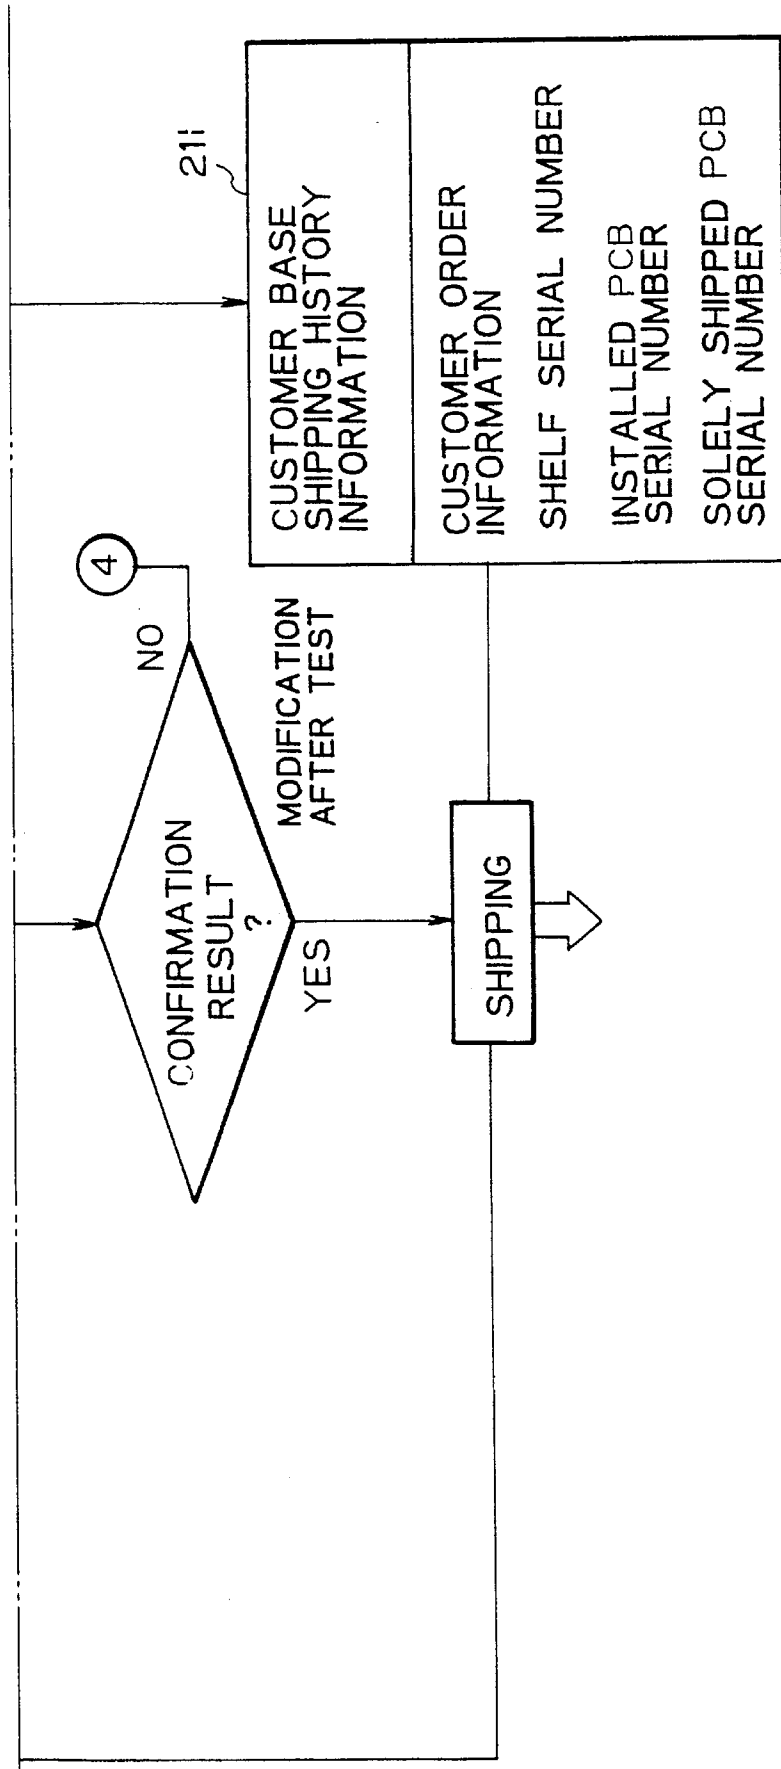 4
NO
CONFIRMATION
RESULT
?
MODIFICATION
AFTER TEST
YES
SHIPPING
21i
CUSTOMER BASE
SHIPPING HISTORY
INFORMATION
CUSTOMER ORDER
INFORMATION
SHELF SERIAL NUMBER
INSTALLED PCB
SERIAL NUMBER
SOLELY SHIPPED PCB
SERIAL NUMBER